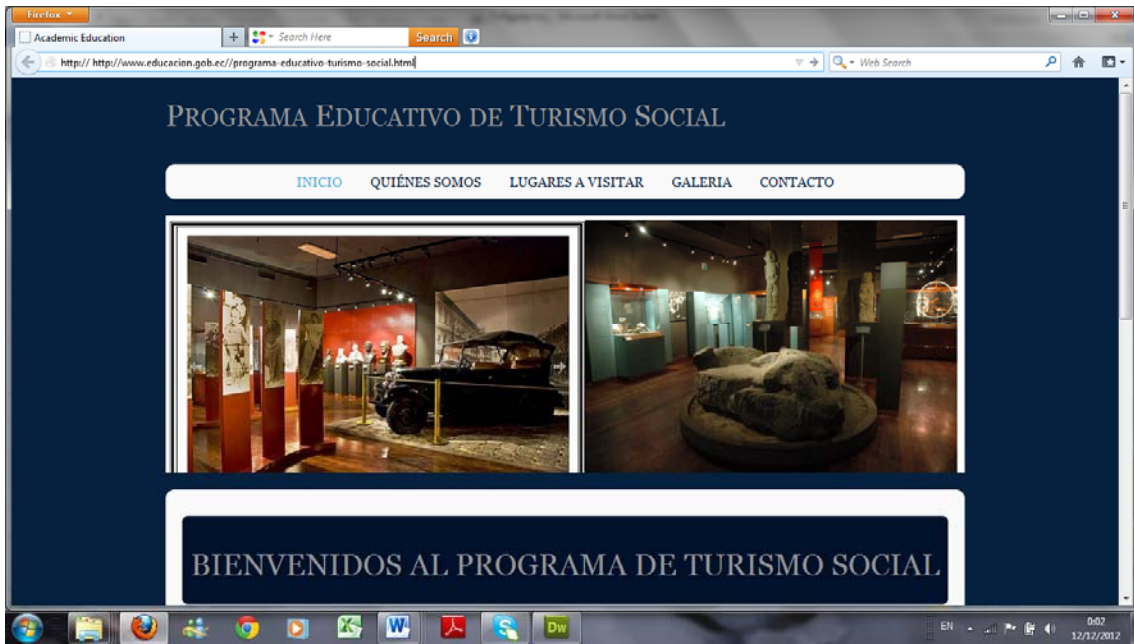 Firefox
Academic Education
Search Here
Search
http:// http://www.educacion.gob.ec//programa-educativo-turismo-social.html
Web Search
PROGRAMA EDUCATIVO DE TURISMO SOCIAL
INICIO QUIÉNES SOMOS LUGARES A VISITAR GALERIA CONTACTO
BIENVENIDOS AL PROGRAMA DE TURISMO SOCIAL
W
S
Dw
EN
0:02
12/12/2012